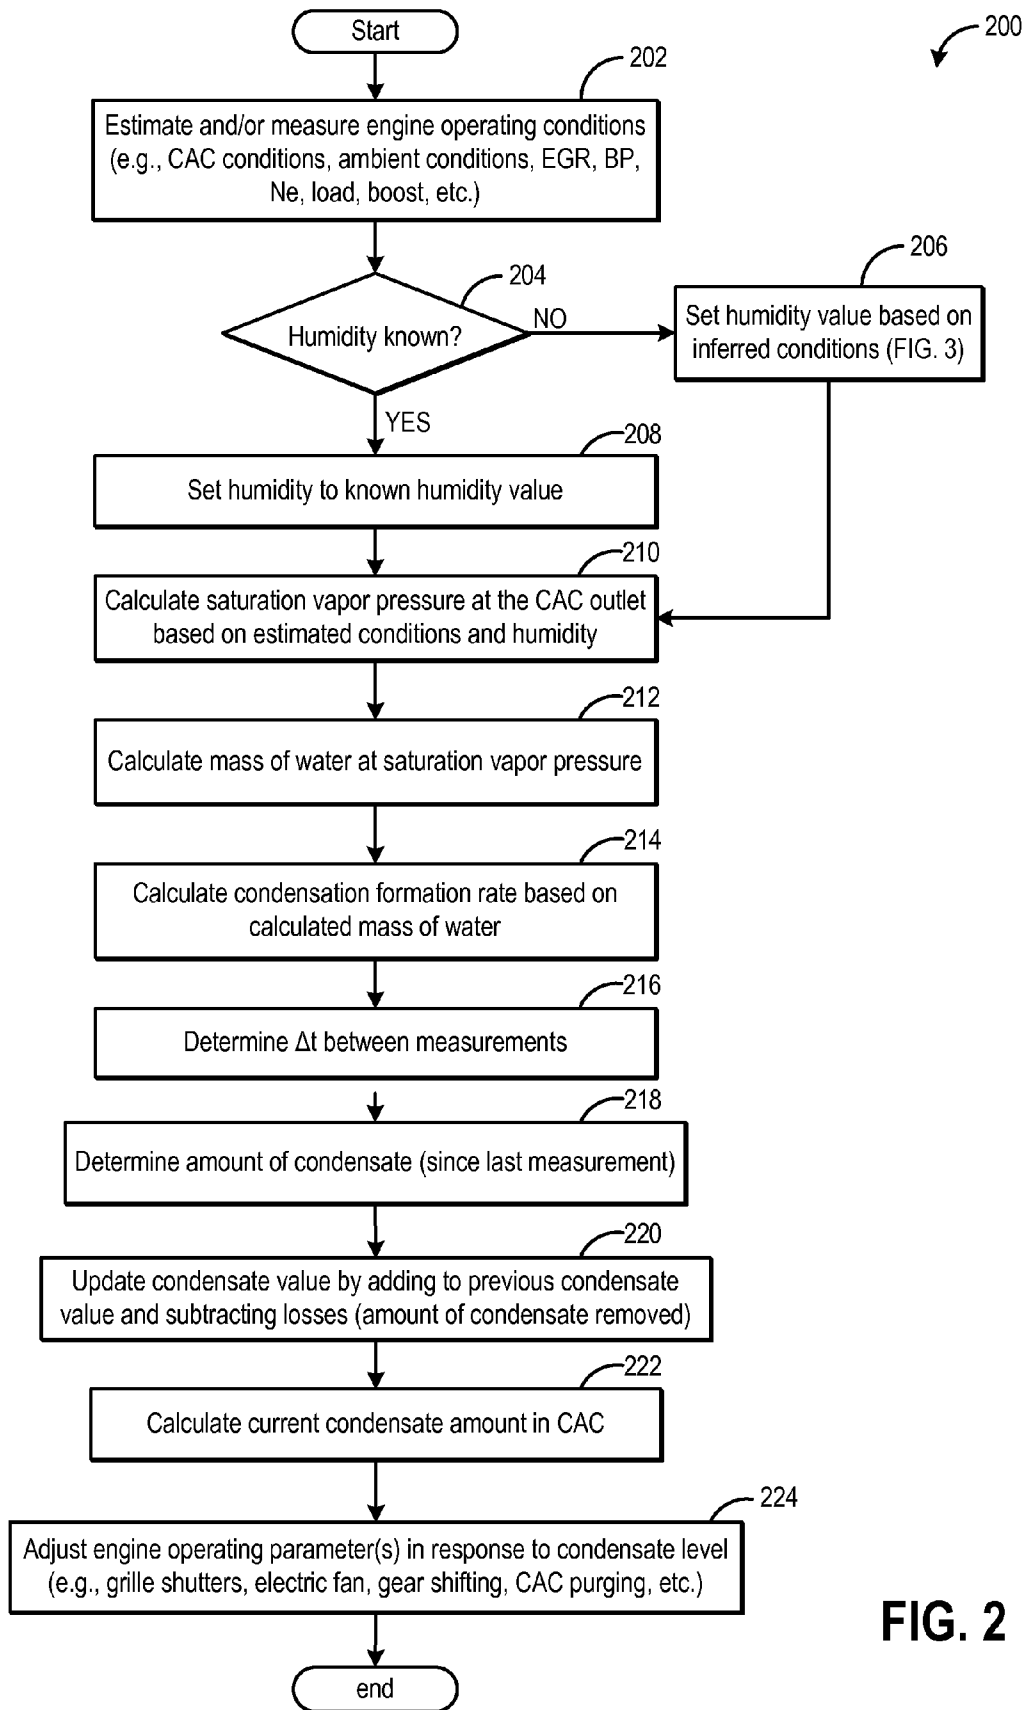 Start
200
202
Estimate and/or measure engine operating conditions
(e.g., CAC conditions, ambient conditions, EGR, BP,
Ne, load, boost, etc.)
204
Humidity known?
NO
206
Set humidity value based on
inferred conditions (FIG. 3)
YES
208
Set humidity to known humidity value
210
Calculate saturation vapor pressure at the CAC outlet
based on estimated conditions and humidity
212
Calculate mass of water at saturation vapor pressure
214
Calculate condensation formation rate based on
calculated mass of water
216
Determine Δt between measurements
218
Determine amount of condensate (since last measurement)
220
Update condensate value by adding to previous condensate
value and subtracting losses (amount of condensate removed)
222
Calculate current condensate amount in CAC
224
Adjust engine operating parameter(s) in response to condensate level
(e.g., grille shutters, electric fan, gear shifting, CAC purging, etc.)
end
FIG. 2